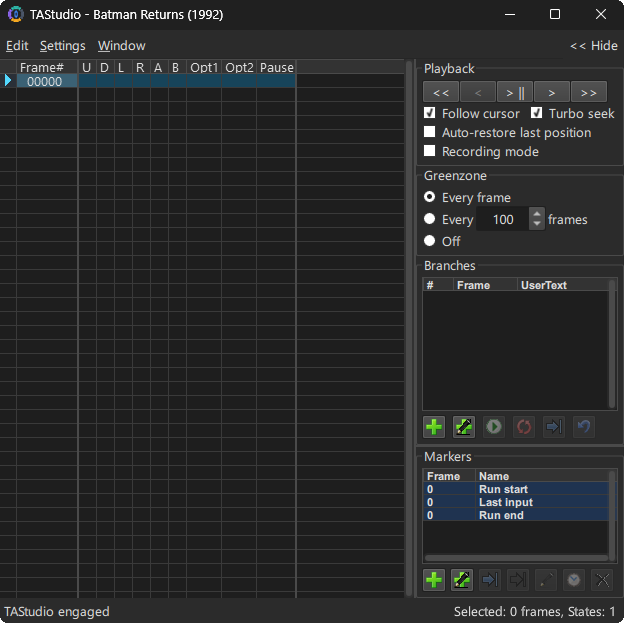 TAStudio - Batman Returns (1992)
Edit Settings Window << Hide
Frame# U D L R A B Opt1 Opt2 Pause
00000
Playback
<< < > || > >>
Follow cursor Turbo seek
Auto-restore last position
Recording mode
Greenzone
Every frame
Every 100 frames
Off
Branches
# Frame UserText
Markers
Frame Name
0 Run start
0 Last input
0 Run end
TAStudio engaged Selected: 0 frames, States: 1